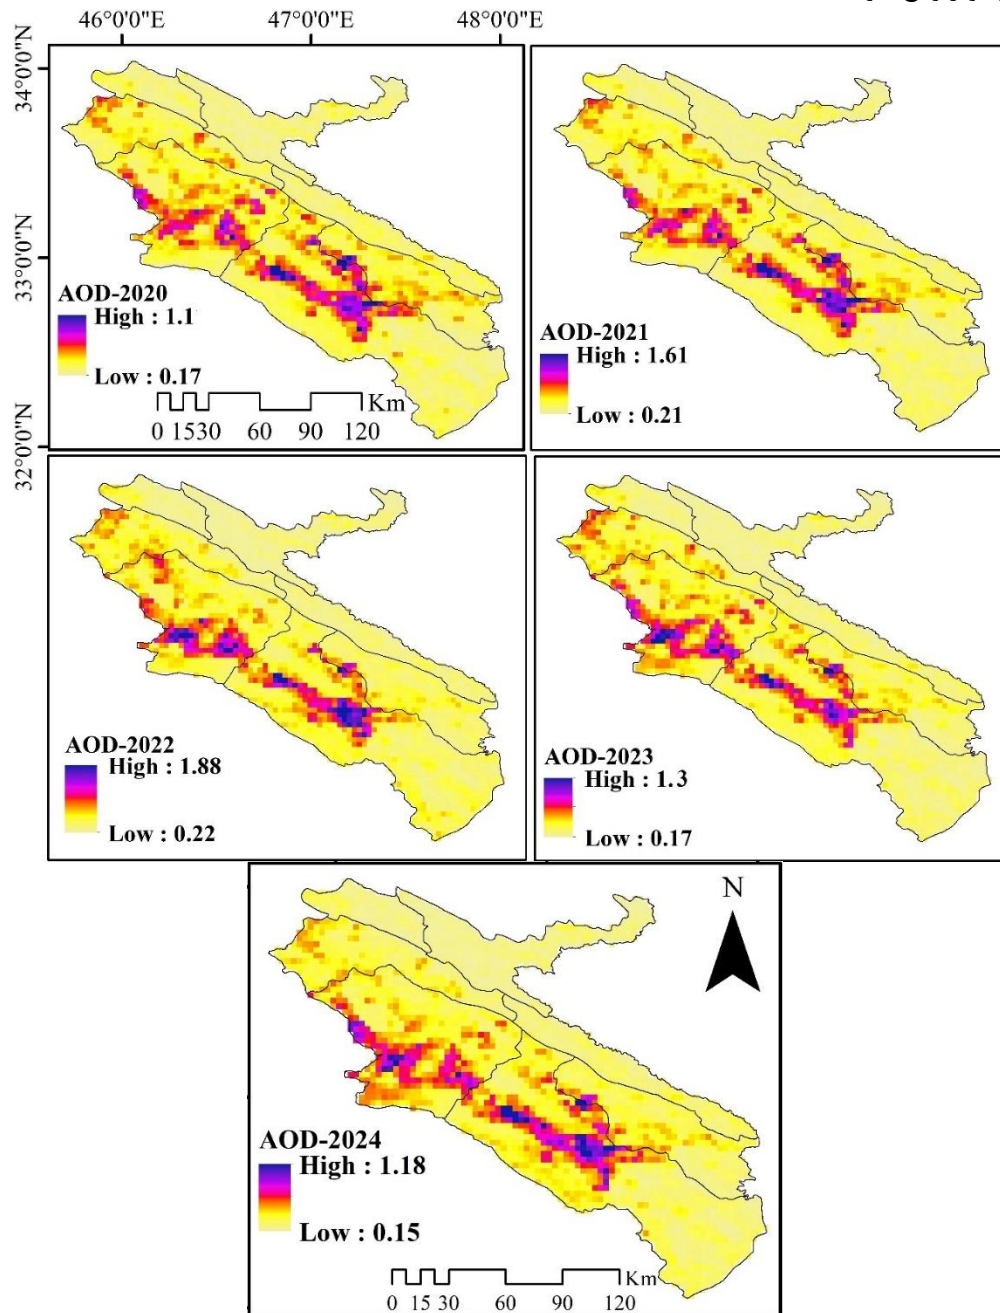 46°0'0"E 47°0'0"E 48°0'0"E
34°0'0"N
33°0'0"N
32°0'0"N
AOD-2020
High : 1.1
Low : 0.17
Km
0 1530 60 90 120
AOD-2021
High : 1.61
Low : 0.21
AOD-2022
High : 1.88
Low : 0.22
AOD-2023
High : 1.3
Low : 0.17
N
AOD-2024
High : 1.18
Low : 0.15
Km
0 15 30 60 90 120